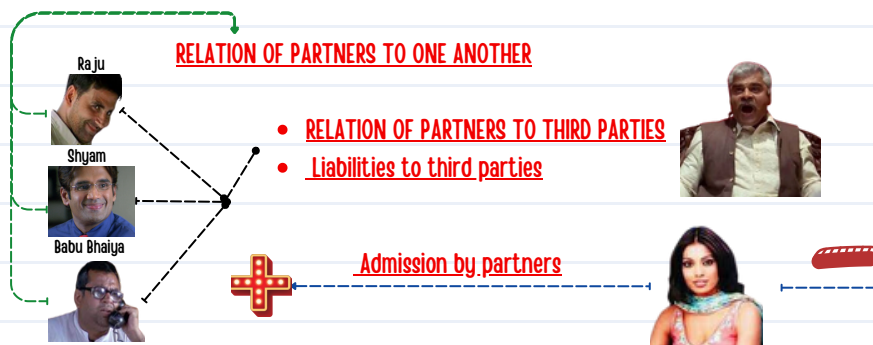 RELATION OF PARTNERS TO ONE ANOTHER
Raju
• RELATION OF PARTNERS TO THIRD PARTIES
Shyam
• Liabilities to third parties
Babu Bhaiya
Admission by partners